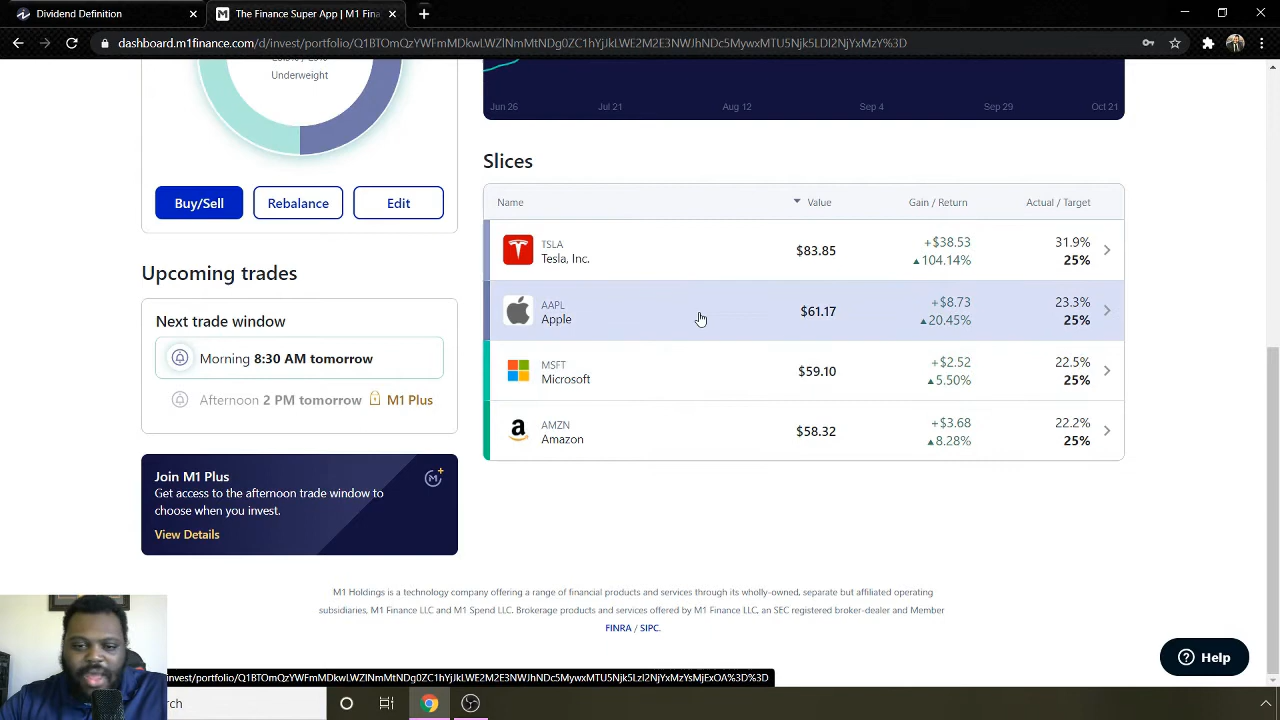 Dividend Definition
The Finance Super App | M1 Fina
dashboard.m1finance.com/d/invest/portfolio/Q1BTOmQzYWFmMDkwLWZlNmMtNDg0ZC1hYjJkLWE2M2E3NWJhNDc5MywxMTU5Njk5LDI2NjYxMzY%3D
Underweight
Buy/Sell
Rebalance
Edit
Upcoming trades
Next trade window
Morning 8:30 AM tomorrow
Afternoon 2 PM tomorrow M1 Plus
Join M1 Plus
Get access to the afternoon trade window to
choose when you invest.
View Details
Jun 26 Jul 21 Aug 12 Sep 4 Sep 29 Oct 21
Slices
Name Value Gain / Return Actual / Target
TSLA
Tesla, Inc.
$83.85
+$38.53
▲104.14%
31.9%
25%
AAPL
Apple
$61.17
+$8.73
▲20.45%
23.3%
25%
MSFT
Microsoft
$59.10
+$2.52
▲5.50%
22.5%
25%
AMZN
Amazon
$58.32
+$3.68
▲8.28%
22.2%
25%
M1 Holdings is a technology company offering a range of financial products and services through its wholly-owned, separate but affiliated operating
subsidiaries, M1 Finance LLC and M1 Spend LLC. Brokerage products and services offered by M1 Finance LLC, an SEC registered broker-dealer and Member
FINRA / SIPC.
Help
invest/portfolio/Q1BTOmQzYWFmMDkwLWZlNmMtNDg0ZC1hYjJkLWE2M2E3NWJhNDc5MywxMTU5Njk5LDI2NjYxMzYsMjExOA%3D%3D
rch